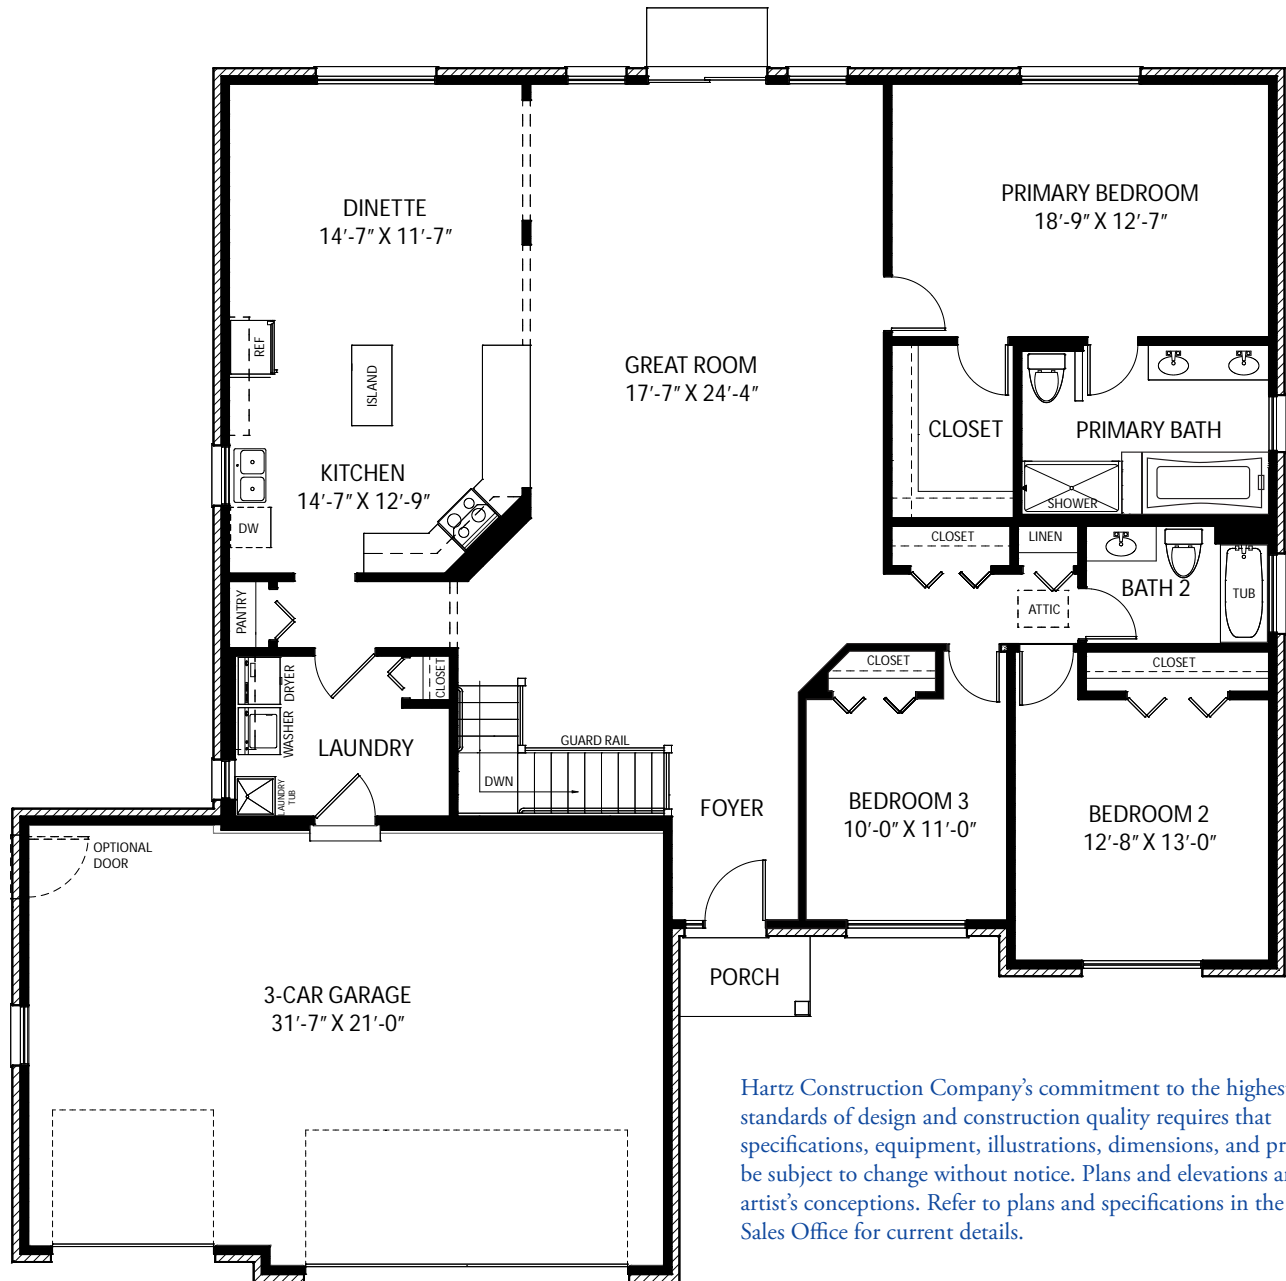 DINETTE
14'-7" X 11'-7"
PRIMARY BEDROOM
18'-9" X 12'-7"
REF
ISLAND
GREAT ROOM
17'-7" X 24'-4"
CLOSET
PRIMARY BATH
KITCHEN
14'-7" X 12'-9"
SHOWER
DW
CLOSET
LINEN
BATH 2
TUB
PANTRY
ATTIC
CLOSET
CLOSET
CLOSET
DRYER
WASHER
LAUNDRY
GUARD RAIL
DWN
LAUNDRY
TUB
FOYER
BEDROOM 3
10'-0" X 11'-0"
BEDROOM 2
12'-8" X 13'-0"
OPTIONAL
DOOR
PORCH
3-CAR GARAGE
31'-7" X 21'-0"
Hartz Construction Company's commitment to the highes
standards of design and construction quality requires that
specifications, equipment, illustrations, dimensions, and pr
be subject to change without notice. Plans and elevations a
artist's conceptions. Refer to plans and specifications in the
Sales Office for current details.